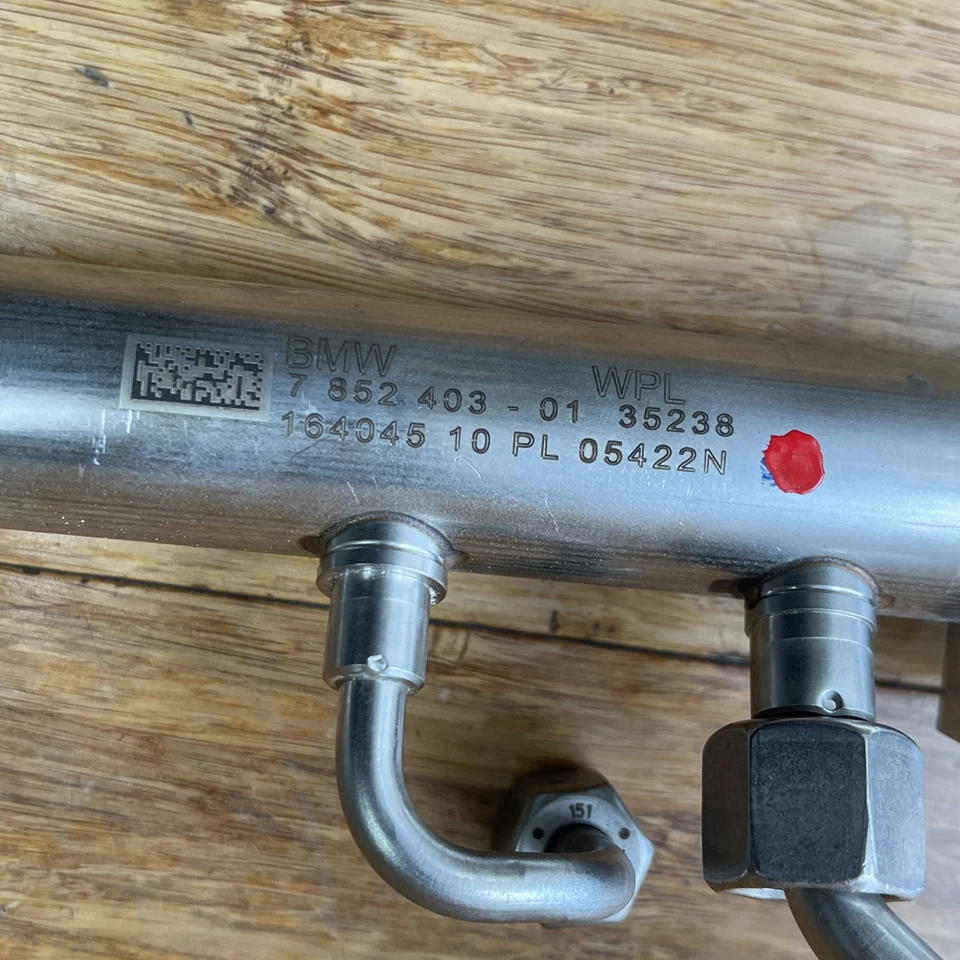 BMW WPL
7 852 403 - 01 35238
164045 10 PL 05422N
151